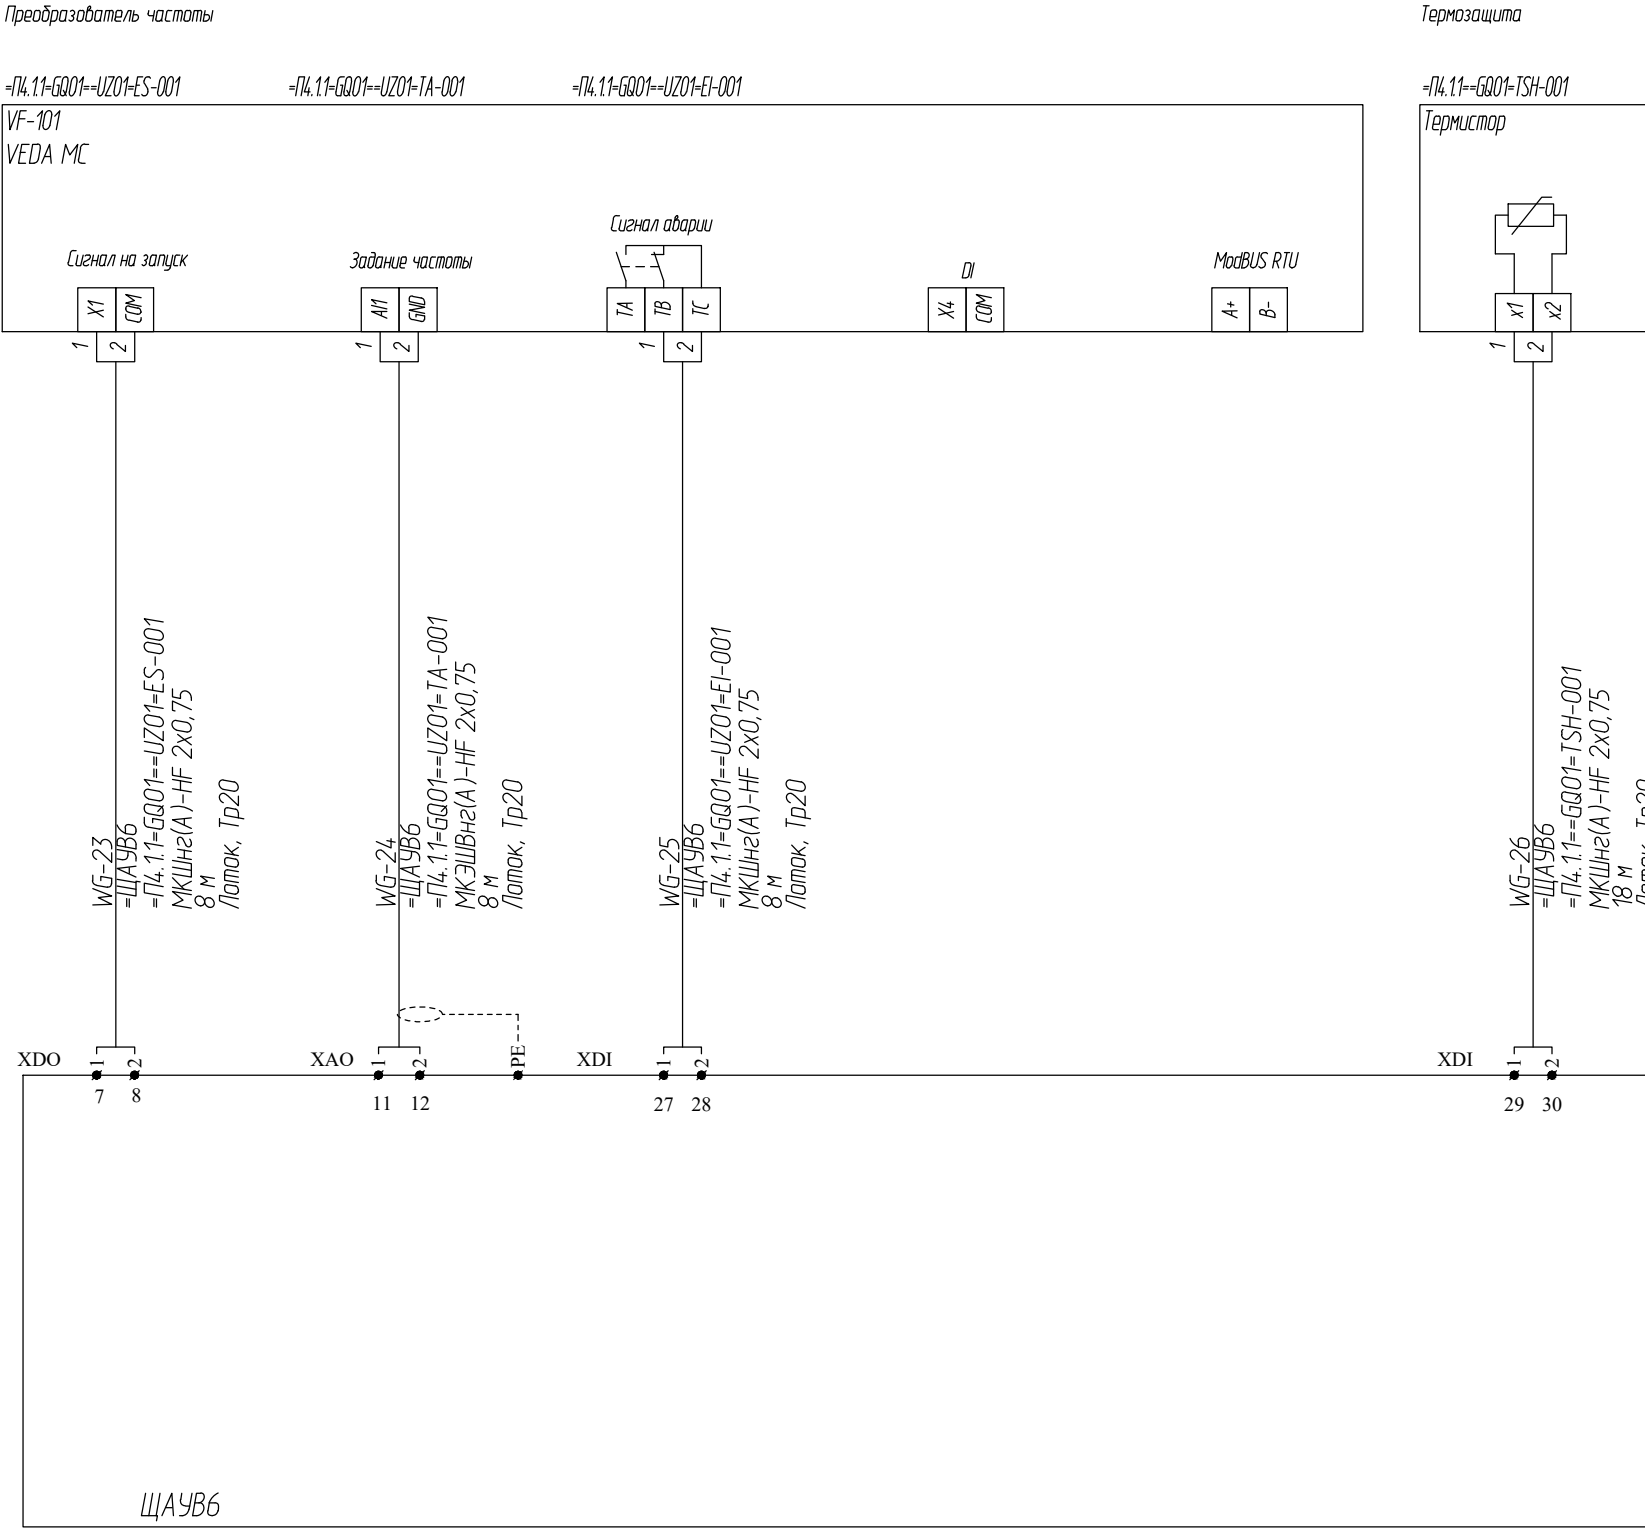 Преобразователь частоты
Термозащита
=П4.1.1=GQ01==UZ01=ES-001
=П4.1.1=GQ01==UZ01=TA-001
=П4.1.1=GQ01==UZ01=EI-001
=П4.1.1==GQ01=TSH-001
VF-101
VEDA MC
Термистор
Сигнал на запуск
Задание частоты
Сигнал аварии
DI
ModBUS RTU
X1
COM
AI1
GND
TA
TB
TC
X4
COM
A+
B-
x1
x2
1
2
1
2
1
2
1
2
WG-23
=ЩАУВ6
=П4.1.1=GQ01==UZ01=ES-001
МКШнг(А)-HF 2x0,75
8 м
Лоток, Тр20
WG-24
=ЩАУВ6
=П4.1.1=GQ01==UZ01=TA-001
МКЭШВнг(А)-HF 2x0,75
8 м
Лоток, Тр20
WG-25
=ЩАУВ6
=П4.1.1=GQ01==UZ01=EI-001
МКШнг(А)-HF 2x0,75
8 м
Лоток, Тр20
WG-26
=ЩАУВ6
=П4.1.1==GQ01=TSH-001
МКШнг(А)-HF 2x0,75
18 м
Лоток, Тр20
XDO
1
2
XAO
1
2
PE
XDI
1
2
XDI
1
2
7
8
11
12
27
28
29
30
ЩАУВ6